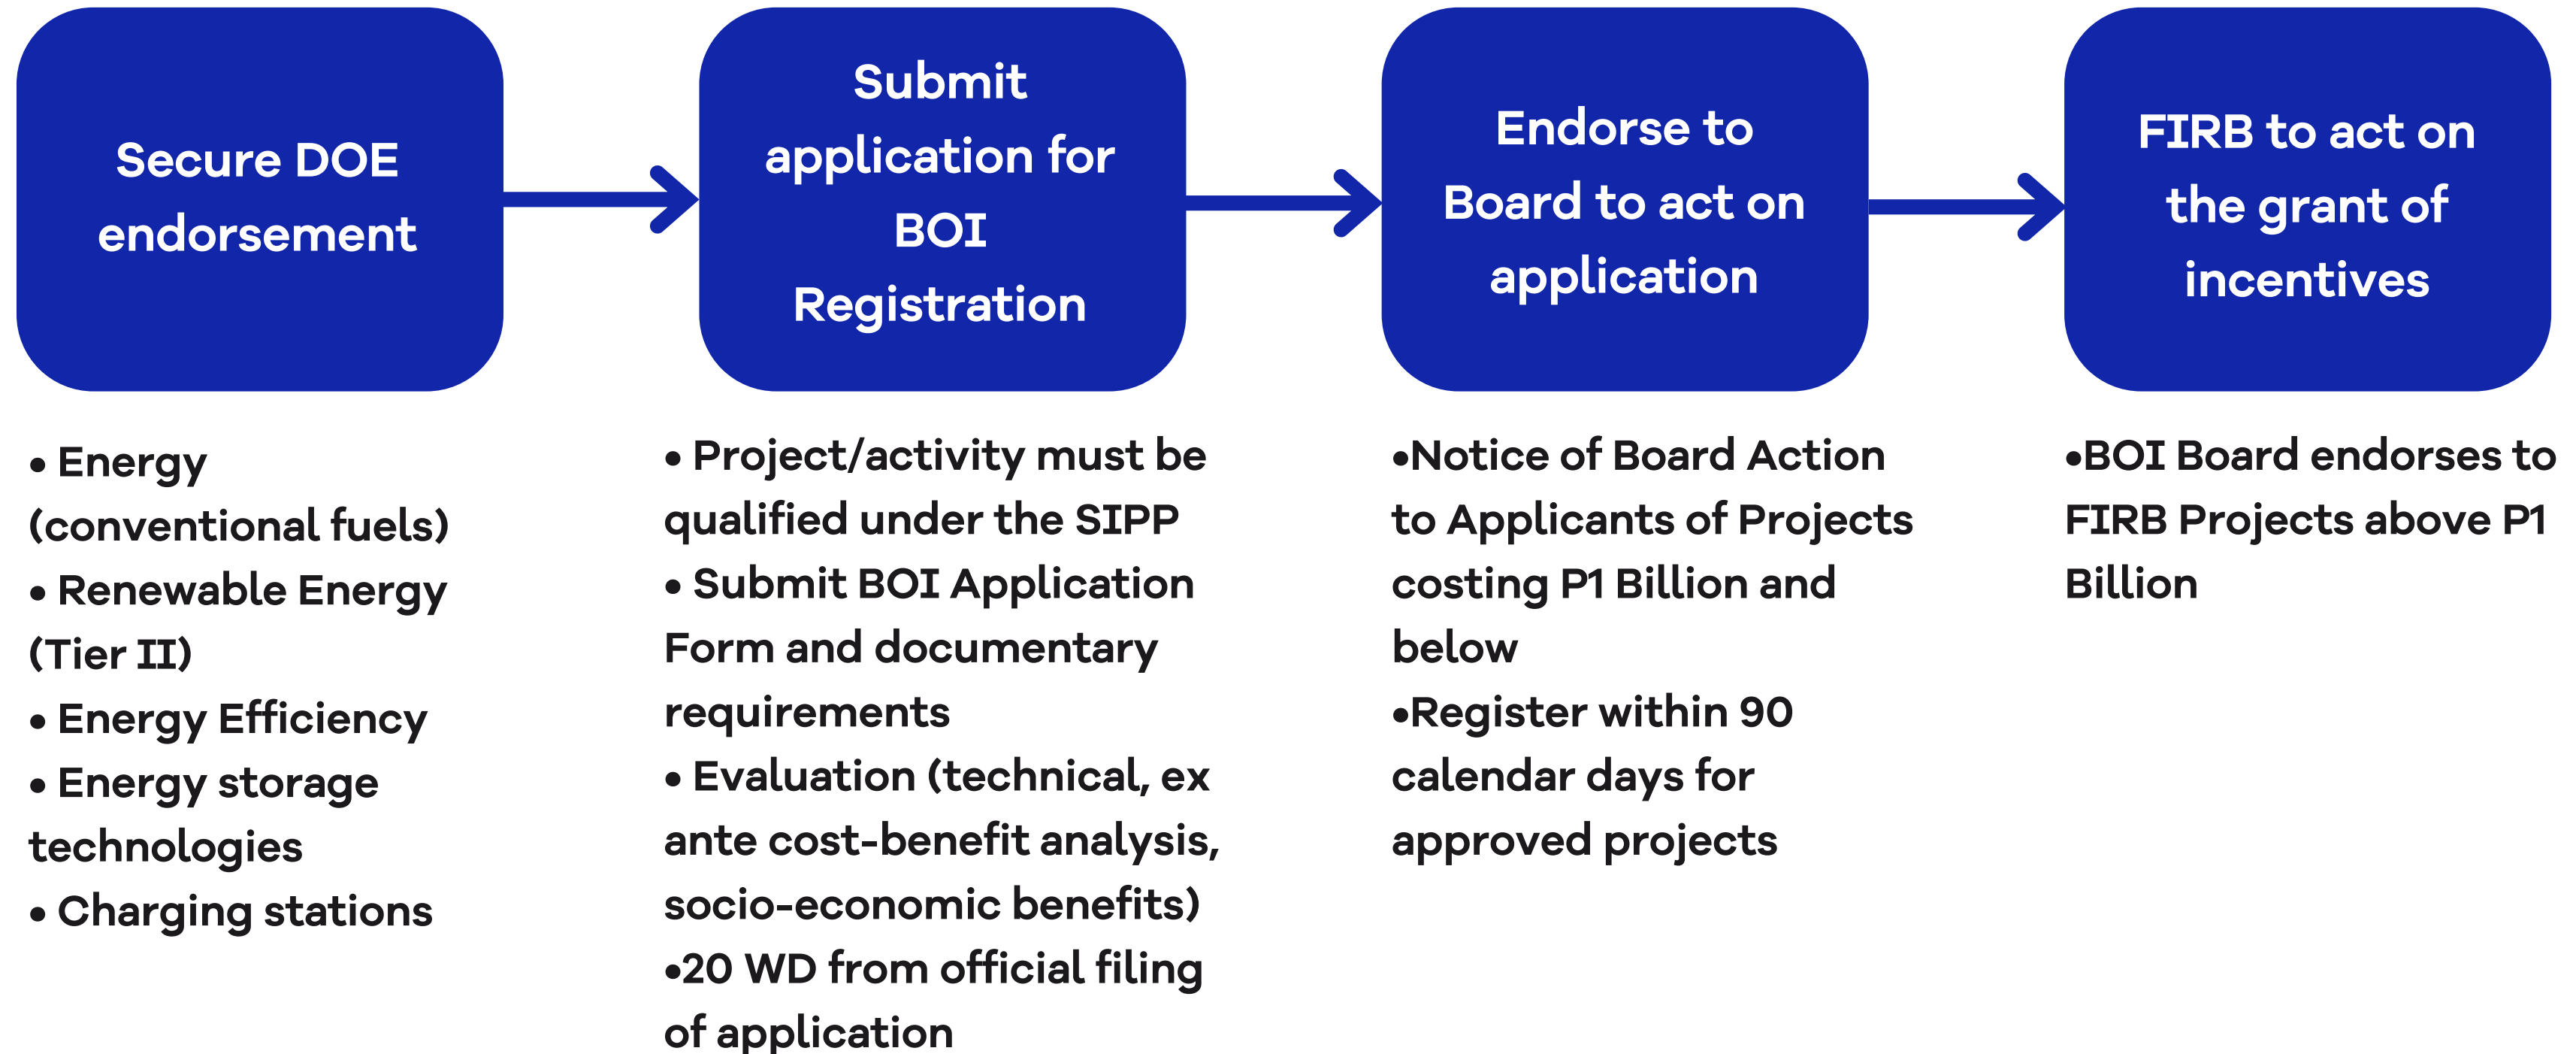 Secure DOE
endorsement
Submit
application for
BOI
Registration
Endorse to
Board to act on
application
FIRB to act on
the grant of
incentives
• Energy
(conventional fuels)
• Renewable Energy
(Tier II)
• Energy Efficiency
• Energy storage
technologies
• Charging stations
• Project/activity must be
qualified under the SIPP
• Submit BOI Application
Form and documentary
requirements
• Evaluation (technical, ex
ante cost-benefit analysis,
socio-economic benefits)
•20 WD from official filing
of application
•Notice of Board Action
to Applicants of Projects
costing P1 Billion and
below
•Register within 90
calendar days for
approved projects
•BOI Board endorses to
FIRB Projects above P1
Billion